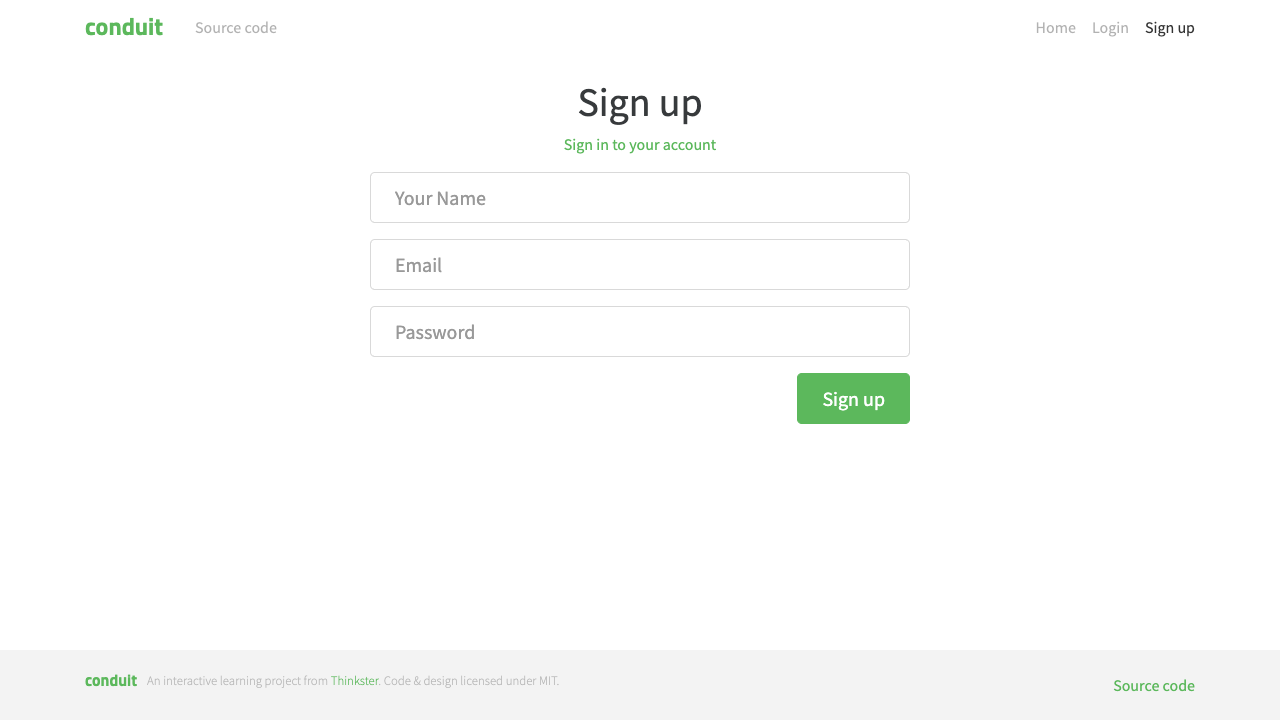 conduit Source code Home Login Sign up
Sign up
Sign in to your account
Your Name
Email
Password
Sign up
conduit An interactive learning project from Thinkster. Code & design licensed under MIT. Source code